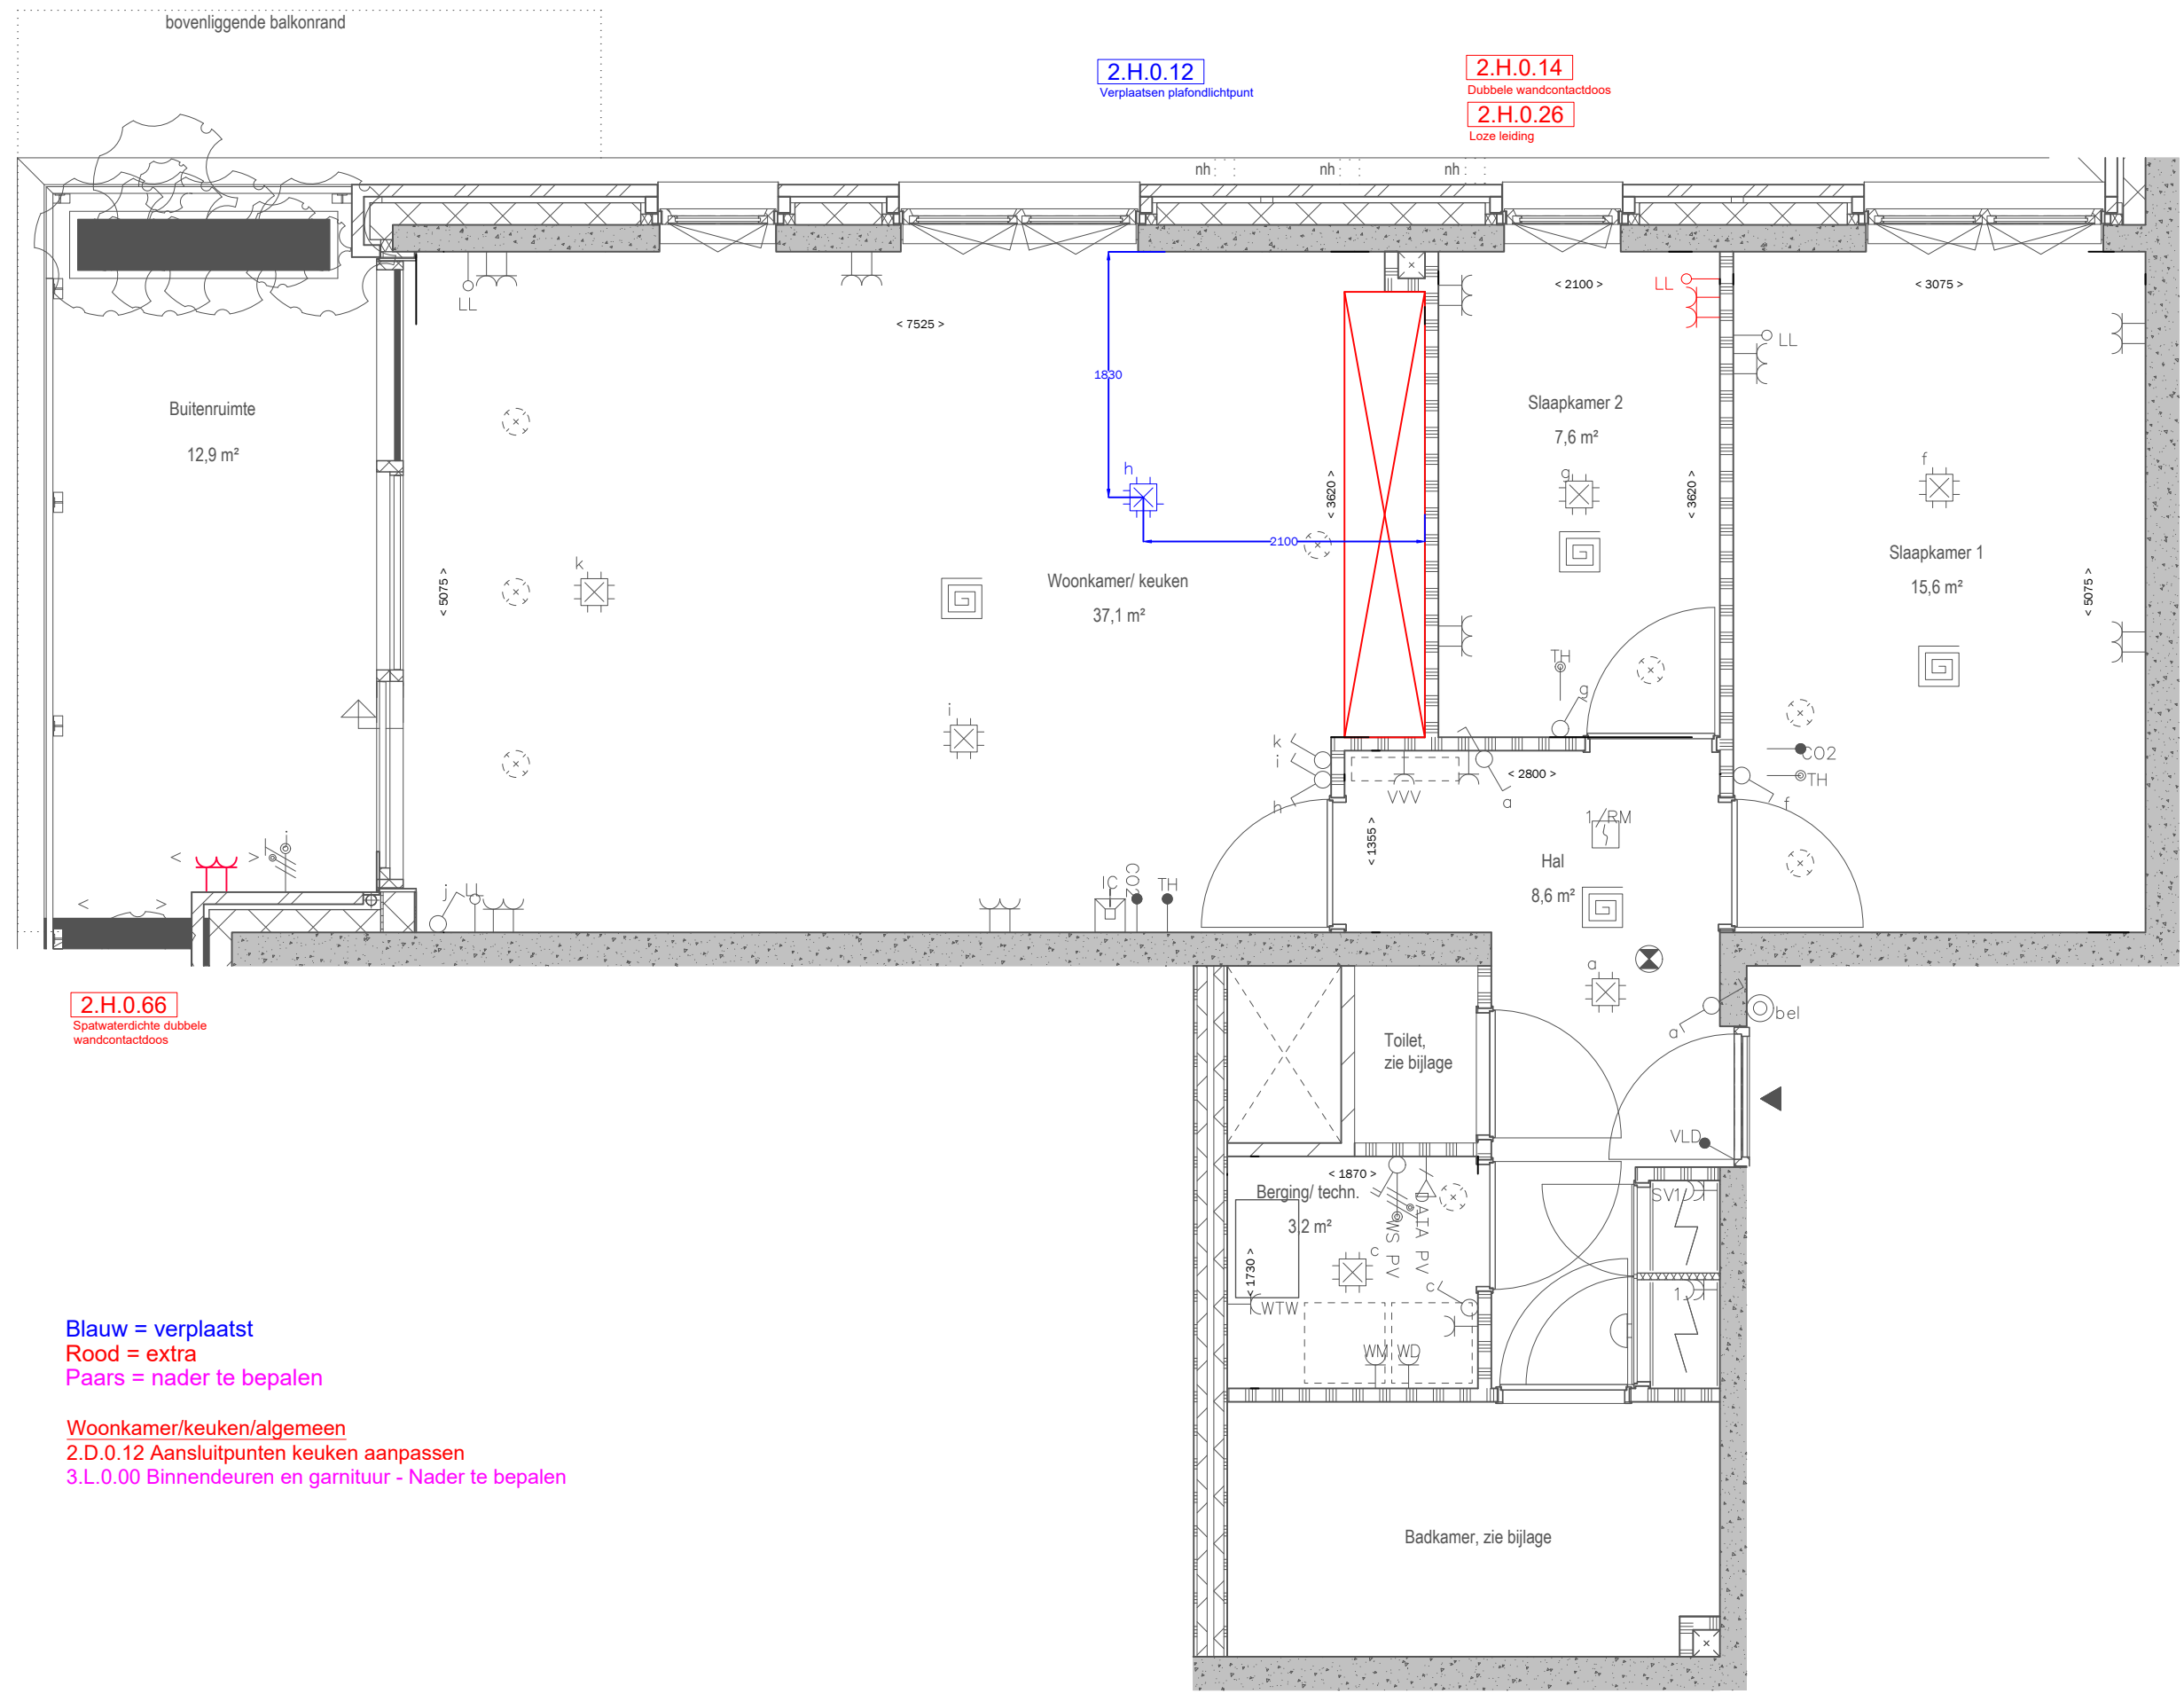 bovenliggende balkonrand
2.H.0.12
Verplaatsen plafondlichtpunt
2.H.0.14
Dubbele wandcontactdoos
2.H.0.26
Loze leiding
nh
nh
nh
LL
< 7525 >
1830
< 2100 >
LL
< 3075 >
LL
Buitenruimte
12,9 m²
Slaapkamer 2
7,6 m²
h
g
f
< 3620 >
< 3620 >
2100
k
< 5075 >
Woonkamer/ keuken
37,1 m²
Slaapkamer 1
15,6 m²
< 5075 >
TH
g
i
k
i
h
VVV
< 2800 >
a
CO2
TH
f
1/RM
< 1355 >
Hal
8,6 m²
< >
i
< >
j
LL
IC
CO2
TH
a
a
bel
2.H.0.66
Spatwaterdichte dubbele
wandcontactdoos
Toilet,
zie bijlage
VLD
< 1870 >
Berging/ techn.
3,2 m²
SV1
WS PV
DATA PV
c
< 1730 >
WTW
c
1
WM
WD
Blauw = verplaatst
Rood = extra
Paars = nader te bepalen
Woonkamer/keuken/algemeen
2.D.0.12 Aansluitpunten keuken aanpassen
3.L.0.00 Binnendeuren en garnituur - Nader te bepalen
Badkamer, zie bijlage